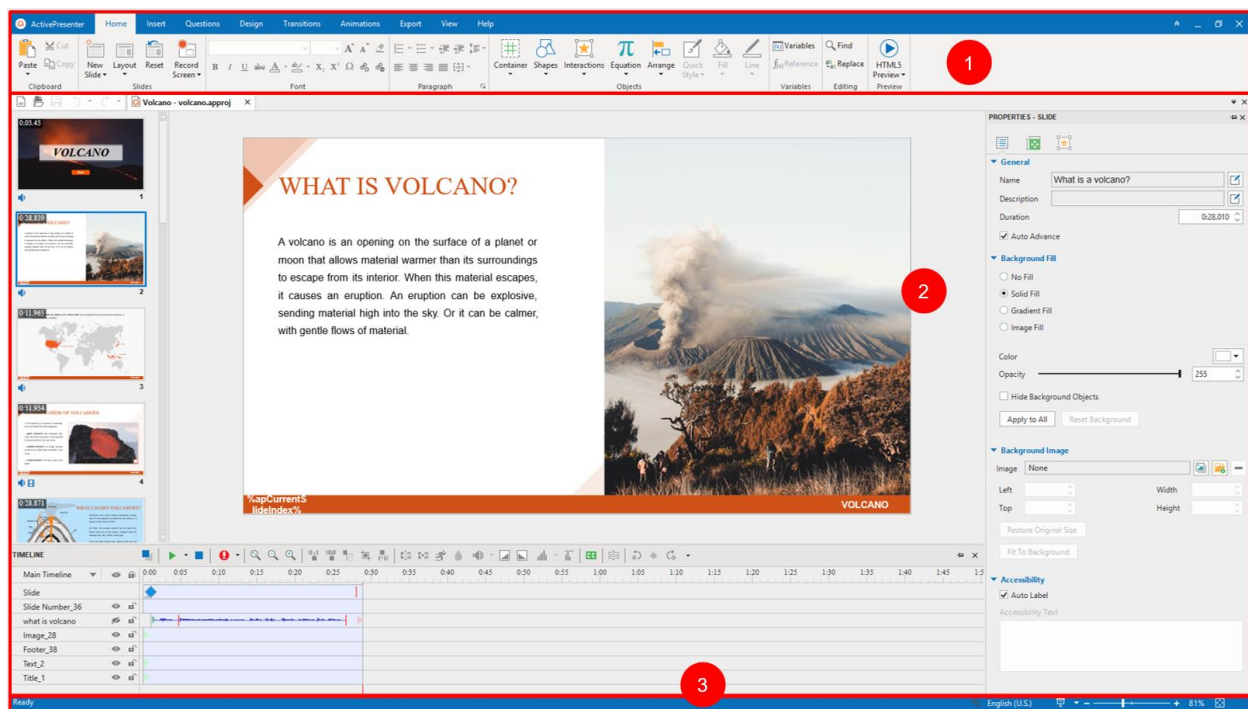 ActivePresenter Home Insert Questions Design Transitions Animations Export View Help
Paste Cut Copy
Clipboard
New Slide Layout Reset Record Screen
Slides
B I U abc A X₂ X² Ω
Font
Paragraph
Container Shapes Interactions Equation Arrange Quick Style Fill Line
Objects
(x) Variables
f(x) Reference
Variables
Find
Replace
Editing
HTML5 Preview
Preview
1
Volcano - volcano.approj X
0:03.45
VOLCANO
1
0:28.839
2
0:11.965
3
0:51.934
4
0:28.871
WHAT CAUSES VOLCANOES?
WHAT IS VOLCANO?
A volcano is an opening on the surface of a planet or
moon that allows material warmer than its surroundings
to escape from its interior. When this material escapes,
it causes an eruption. An eruption can be explosive,
sending material high into the sky. Or it can be calmer,
with gentle flows of material.
%apCurrentS
lideIndex%
VOLCANO
2
PROPERTIES - SLIDE
General
Name What is a volcano?
Description
Duration 0:28.010
Auto Advance
Background Fill
No Fill
Solid Fill
Gradient Fill
Image Fill
Color
Opacity 255
Hide Background Objects
Apply to All Reset Background
Background Image
Image None
Left Width
Top Height
Restore Original Size
Fit To Background
Accessibility
Auto Label
Accessibility Text
TIMELINE
Main Timeline 0:00 0:05 0:10 0:15 0:20 0:25 0:30 0:35 0:40 0:45 0:50 0:55 1:00 1:05 1:10 1:15 1:20 1:25 1:30 1:35 1:40 1:45 1:5
Slide
Slide Number_36
what is volcano
Image_28
Footer_38
Text_2
Title_1
3
Ready English (U.S.) 81%